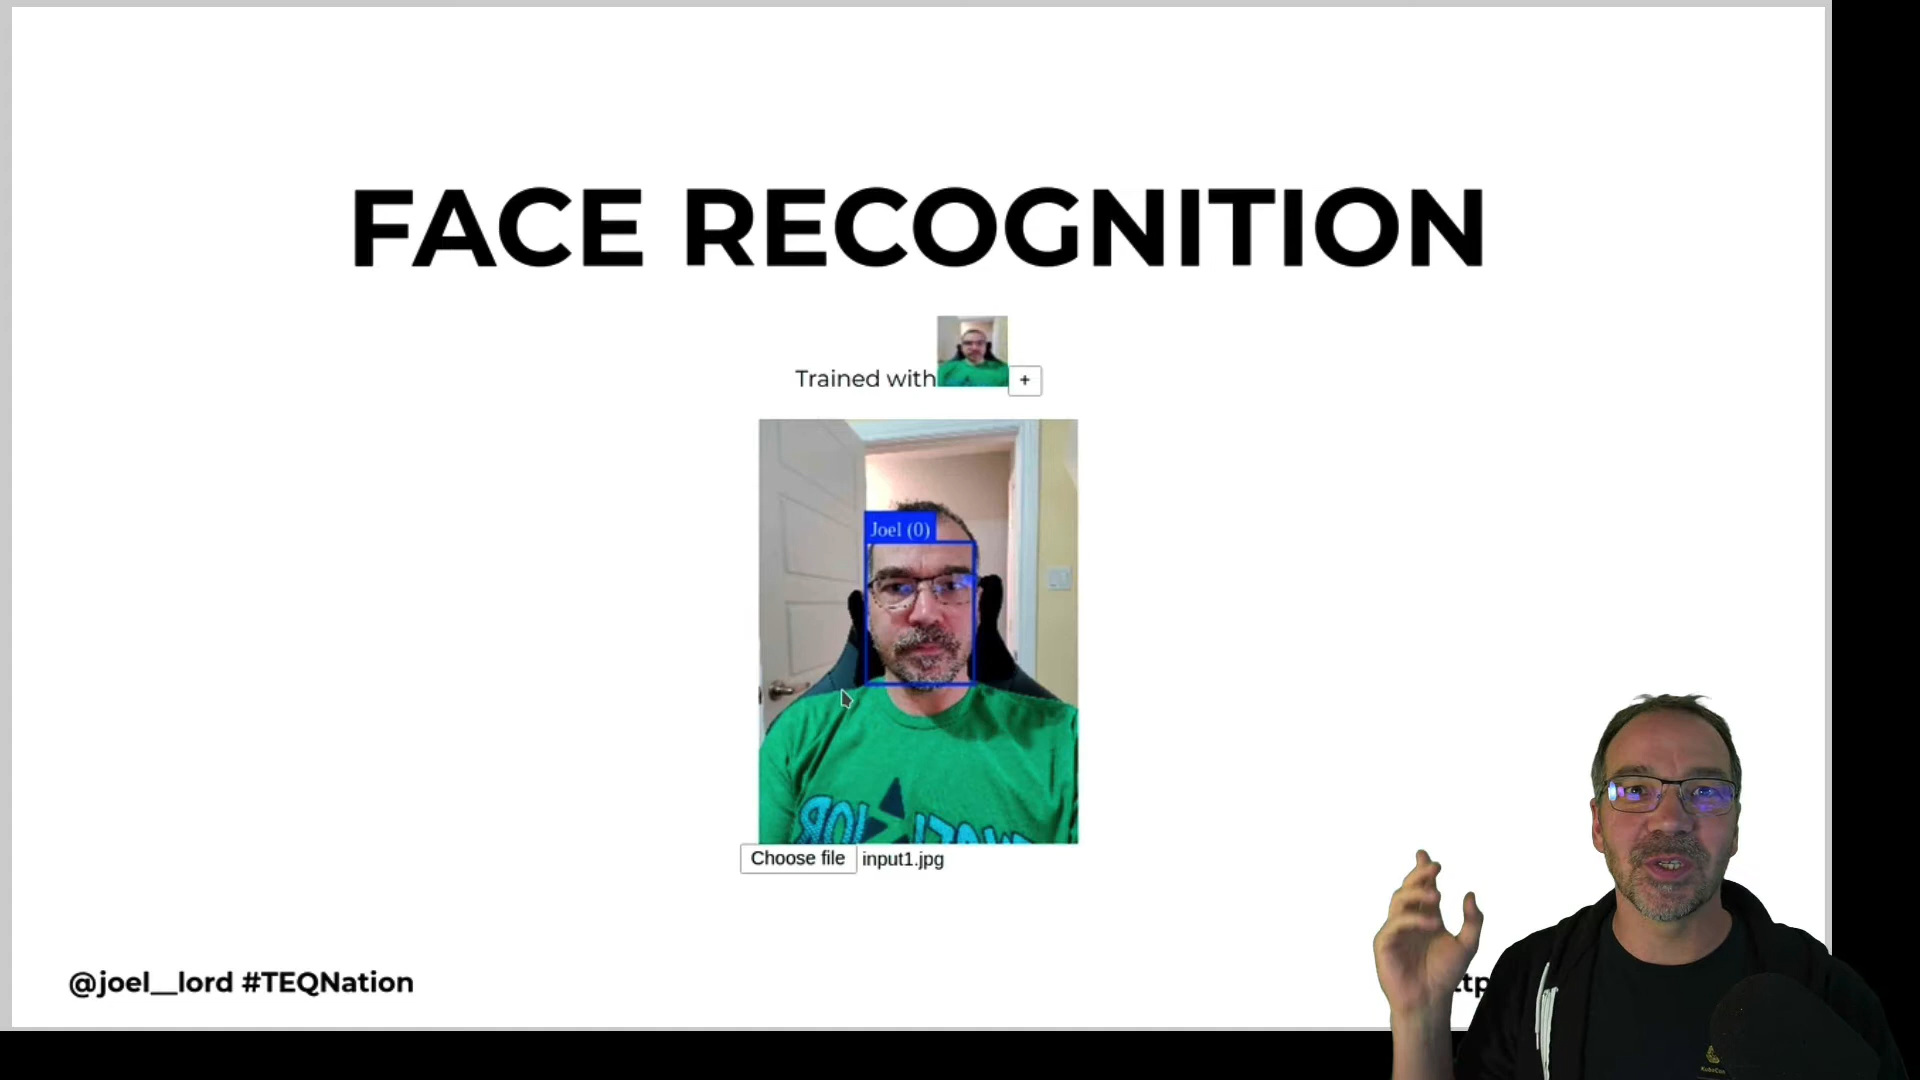 FACE RECOGNITION
Trained with
+
Joel (0)
Choose file input1.jpg
@joel__lord #TEQNation